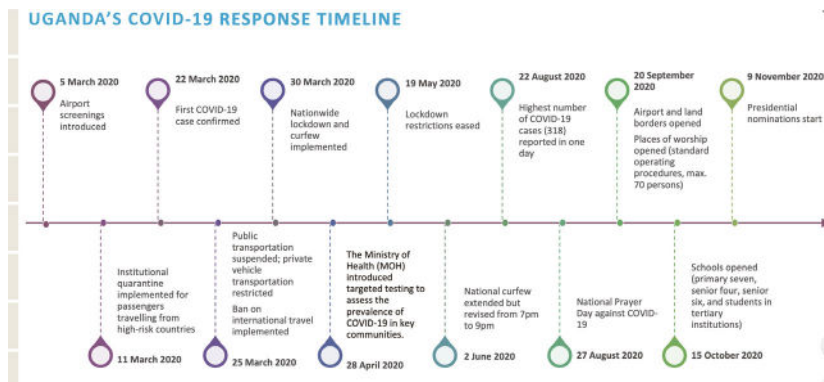 UGANDA'S COVID-19 RESPONSE TIMELINE
5 March 2020
Airport
screenings
introduced
22 March 2020
First COVID-19
case confirmed
30 March 2020
Nationwide
lockdown and
curfew
implemented
19 May 2020
Lockdown
restrictions eased
22 August 2020
Highest number
of COVID-19
cases (318)
reported in one
day
20 September
2020
Airport and land
borders opened
Places of worship
opened (standard
operating
procedures, max.
70 persons)
9 November 2020
Presidential
nominations start
Institutional
quarantine
implemented for
passengers
travelling from
high-risk countries
11 March 2020
Public
transportation
suspended; private
vehicle
transportation
restricted
Ban on
international travel
implemented
25 March 2020
The Ministry of
Health (MOH)
introduced
targeted testing to
assess the
prevalence of
COVID-19 in key
communities.
28 April 2020
National curfew
extended but
revised from 7pm
to 9pm
2 June 2020
National Prayer
Day against COVID-
19
27 August 2020
Schools opened
(primary seven,
senior four, senior
six, and students in
tertiary
institutions)
15 October 2020